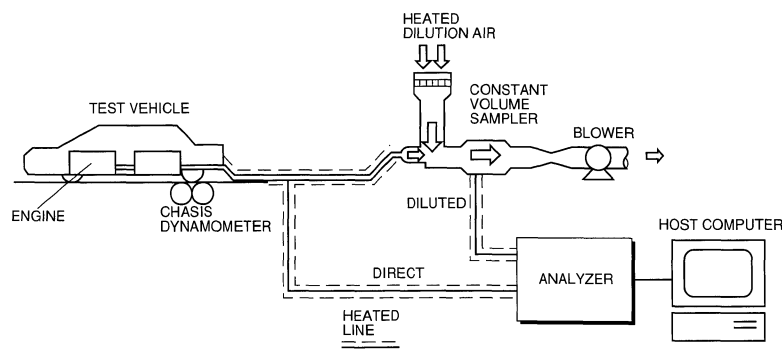 HEATED
DILUTION AIR
TEST VEHICLE
CONSTANT
VOLUME
SAMPLER
BLOWER
ENGINE
CHASIS
DYNAMOMETER
DILUTED
HOST COMPUTER
DIRECT
ANALYZER
HEATED
LINE